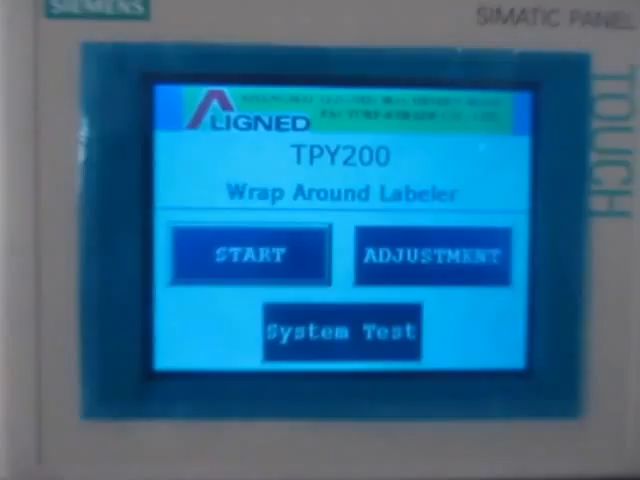 SIEMENS
SIMATIC PANEL
TOUCH
ALIGNED
TPY200
Wrap Around Labeler
START
ADJUSTMENT
System Test